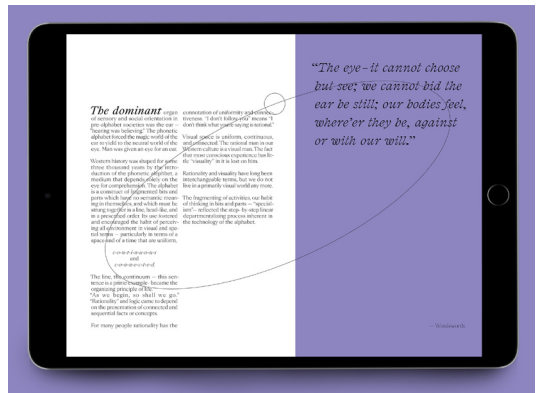 The dominant organ
of sensory and social orientation in
pre-alphabet societies was the ear —
"hearing was believing." The phonetic
alphabet forced the magic world of the
ear to yield to the neutral world of the
eye. Man was given an eye for an ear.
Western history was shaped for some
three thousand years by the intro-
duction of the phonetic alphabet, a
medium that depends solely on the
eye for comprehension. The alphabet
is a construct of fragmented bits and
parts which have no semantic mean-
ing in themselves, and which must be
strung together in a line, bead-like, and
in a prescribed order. Its use fostered
and encouraged the habit of perceiv-
ing all environment in visual and spa-
tial terms — particularly in terms of a
space and of a time that are uniform,
continuous
and
connected.
The line, the continuum — this sen-
tence is a prime example - became the
organizing principle of life.
"As we begin, so shall we go."
"Rationality" and logic came to depend
on the presentation of connected and
sequential facts or concepts.
For many people rationality has the
connotation of uniformity and connec-
tiveness. "I don't follow you" means "I
don't think what you're saying is rational."
Visual space is uniform, continuous,
and connected. The rational man in our
Western culture is a visual man. The fact
that most conscious experience has lit-
tle "visuality" in it is lost on him.
Rationality and visuality have long been
interchangeable terms, but we do not
live in a primarily visual world any more.
The fragmenting of activities, our habit
of thinking in bits and parts — "special-
ism" — reflected the step-by-step linear
departmentalizing process inherent in
the technology of the alphabet.
"The eye – it cannot choose
but see; we cannot bid the
ear be still; our bodies feel,
where'er they be, against
or with our will."
— Wordsworth